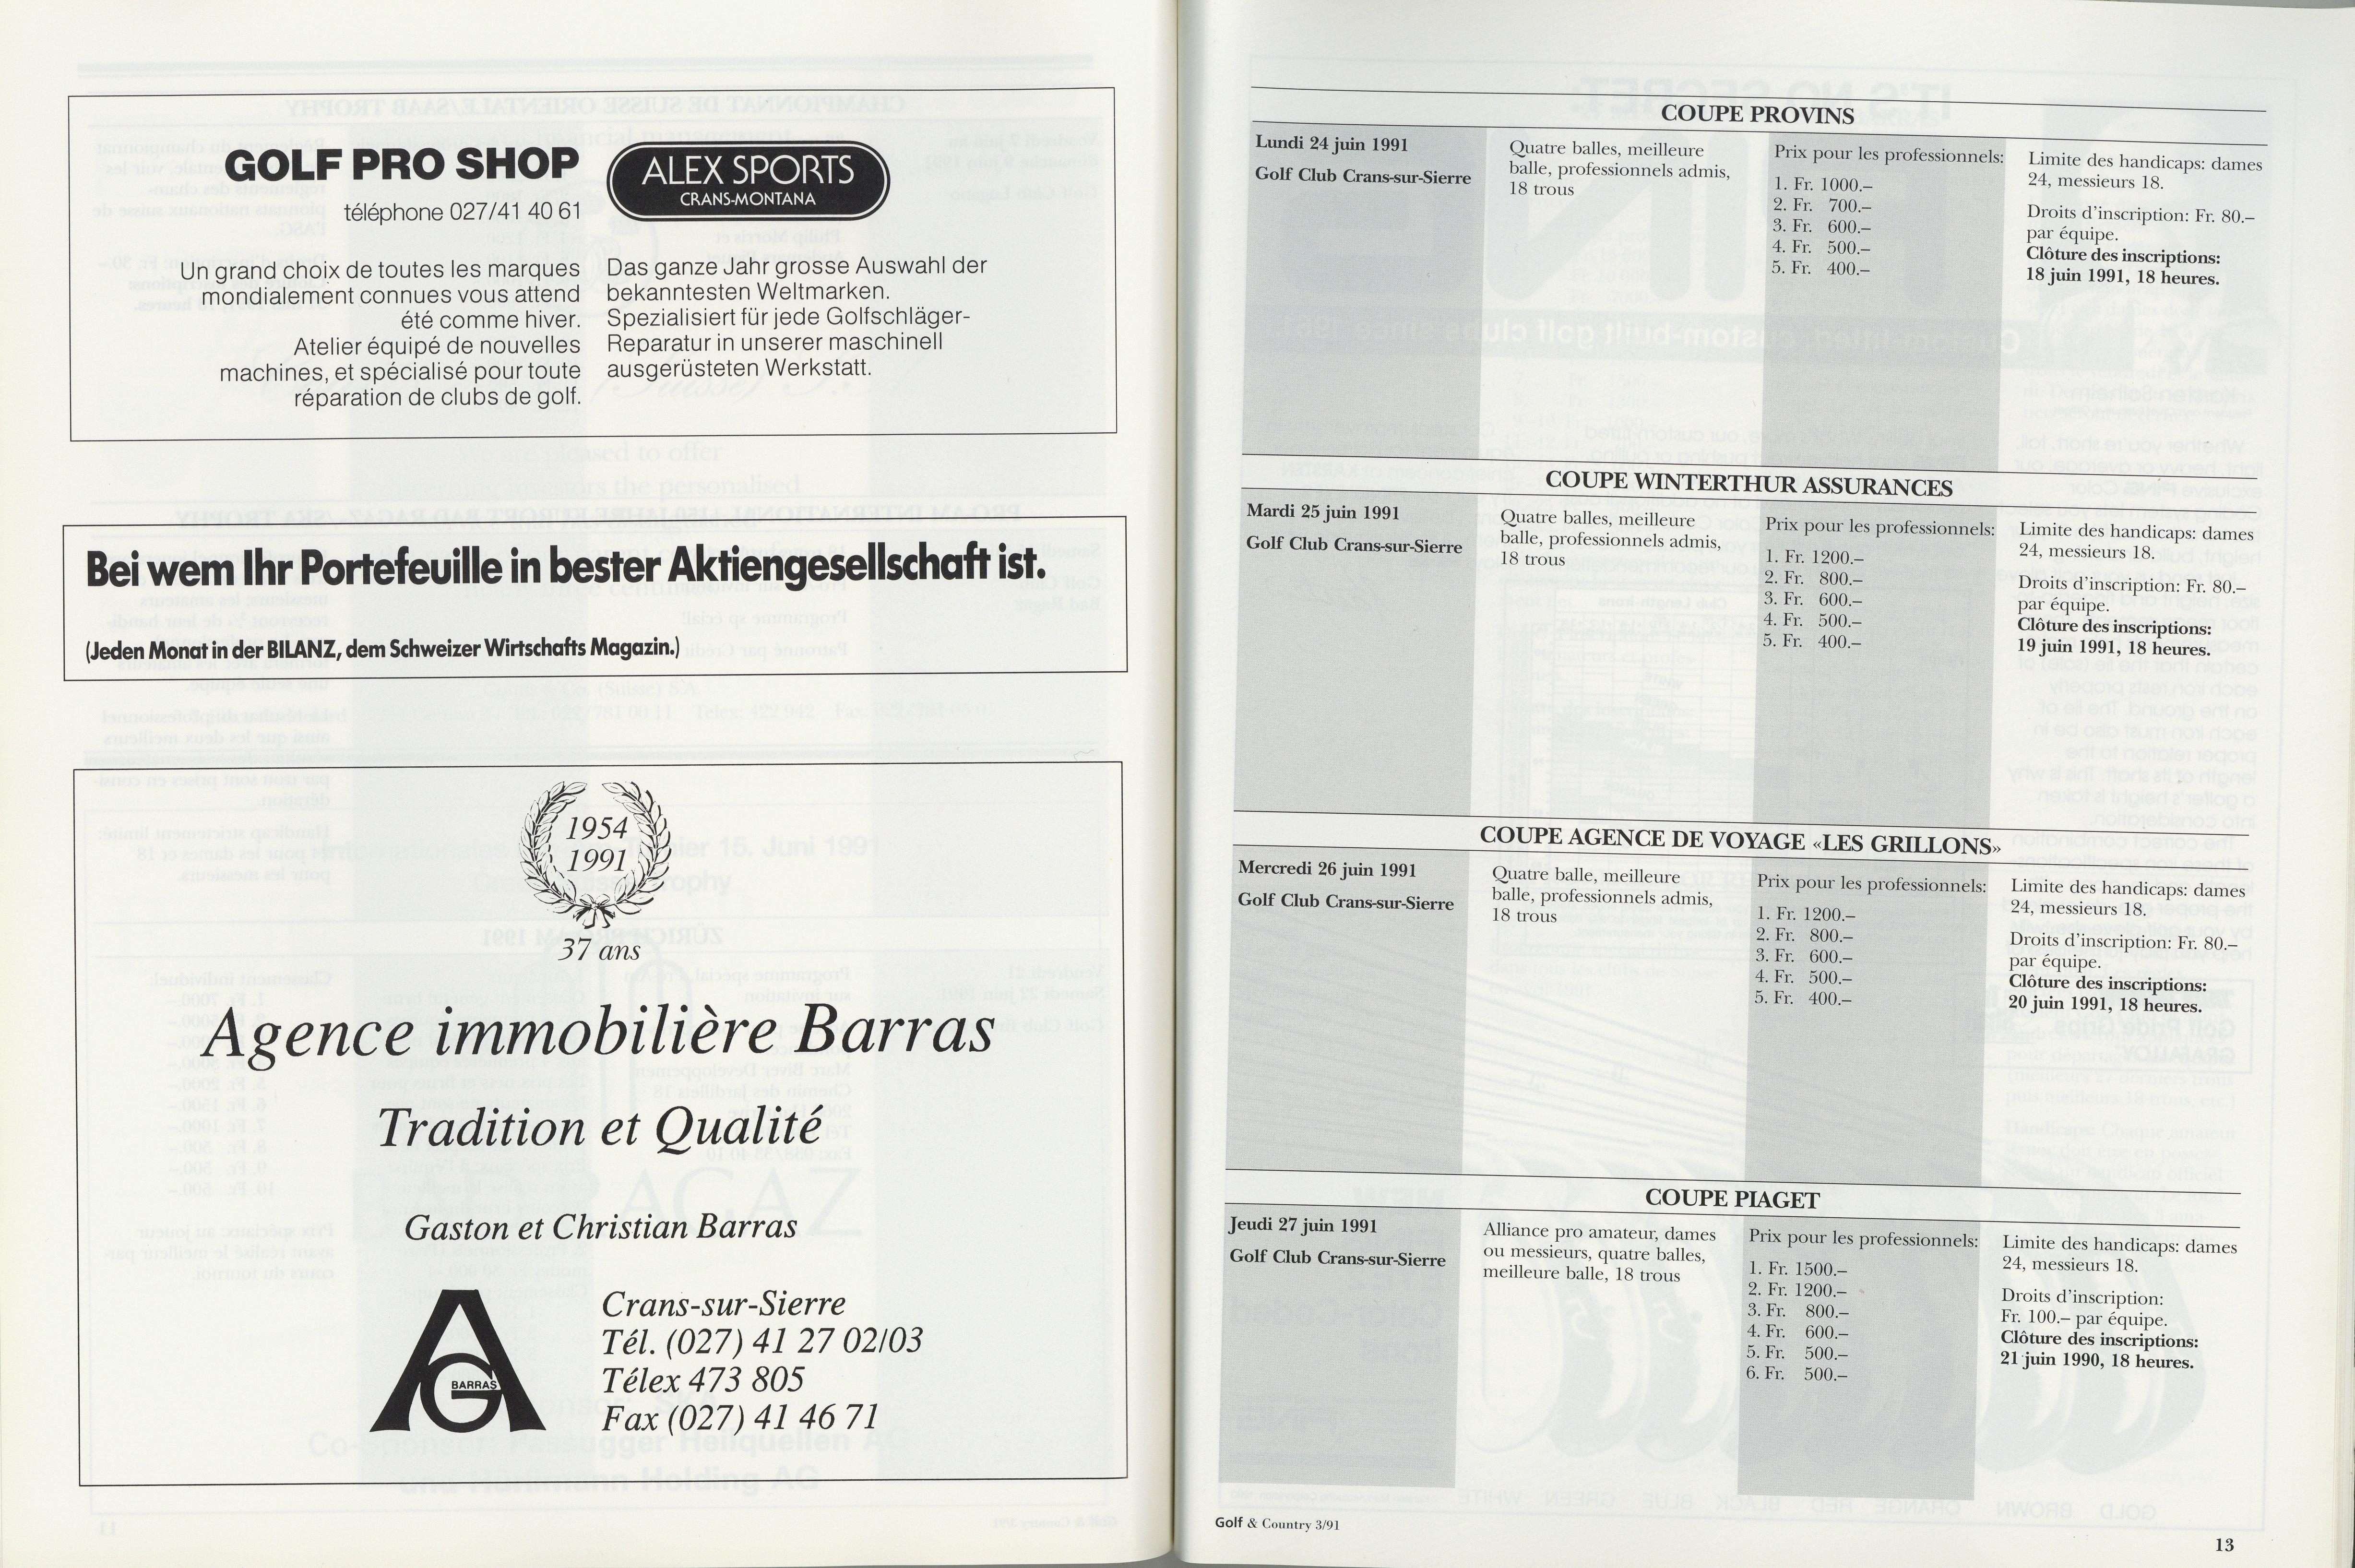 GOLF PRO SHOP
téléphone 027/41 40 61
ALEX SPORTS
CRANS-MONTANA
Un grand choix de toutes les marques
mondialement connues vous attend
été comme hiver.
Atelier équipé de nouvelles
machines, et spécialisé pour toute
réparation de clubs de golf.
Das ganze Jahr grosse Auswahl der
bekanntesten Weltmarken.
Spezialisiert für jede Golfschläger-
Reparatur in unserer maschinell
ausgerüsteten Werkstatt.
Bei wem Ihr Portefeuille in bester Aktiengesellschaft ist.
(Jeden Monat in der BILANZ, dem Schweizer Wirtschafts Magazin.)
1954
1991
37 ans
Agence immobilière Barras
Tradition et Qualité
Gaston et Christian Barras
BARRAS
Crans-sur-Sierre
Tél. (027) 41 27 02/03
Télex 473 805
Fax (027) 41 46 71
COUPE PROVINS
Lundi 24 juin 1991
Golf Club Crans-sur-Sierre
Quatre balles, meilleure
balle, professionnels admis,
18 trous
Prix pour les professionnels:
1. Fr. 1000.–
2. Fr. 700.–
3. Fr. 600.–
4. Fr. 500.–
5. Fr. 400.–
Limite des handicaps: dames
24, messieurs 18.
Droits d'inscription: Fr. 80.–
par équipe.
Clôture des inscriptions:
18 juin 1991, 18 heures.
COUPE WINTERTHUR ASSURANCES
Mardi 25 juin 1991
Golf Club Crans-sur-Sierre
Quatre balles, meilleure
balle, professionnels admis,
18 trous
Prix pour les professionnels:
1. Fr. 1200.–
2. Fr. 800.–
3. Fr. 600.–
4. Fr. 500.–
5. Fr. 400.–
Limite des handicaps: dames
24, messieurs 18.
Droits d'inscription: Fr. 80.–
par équipe.
Clôture des inscriptions:
19 juin 1991, 18 heures.
COUPE AGENCE DE VOYAGE «LES GRILLONS»
Mercredi 26 juin 1991
Golf Club Crans-sur-Sierre
Quatre balle, meilleure
balle, professionnels admis,
18 trous
Prix pour les professionnels:
1. Fr. 1200.–
2. Fr. 800.–
3. Fr. 600.–
4. Fr. 500.–
5. Fr. 400.–
Limite des handicaps: dames
24, messieurs 18.
Droits d'inscription: Fr. 80.–
par équipe.
Clôture des inscriptions:
20 juin 1991, 18 heures.
COUPE PIAGET
Jeudi 27 juin 1991
Golf Club Crans-sur-Sierre
Alliance pro amateur, dames
ou messieurs, quatre balles,
meilleure balle, 18 trous
Prix pour les professionnels:
1. Fr. 1500.–
2. Fr. 1200.–
3. Fr. 800.–
4. Fr. 600.–
5. Fr. 500.–
6. Fr. 500.–
Limite des handicaps: dames
24, messieurs 18.
Droits d'inscription:
Fr. 100.– par équipe.
Clôture des inscriptions:
21 juin 1990, 18 heures.
Golf & Country 3/91
13